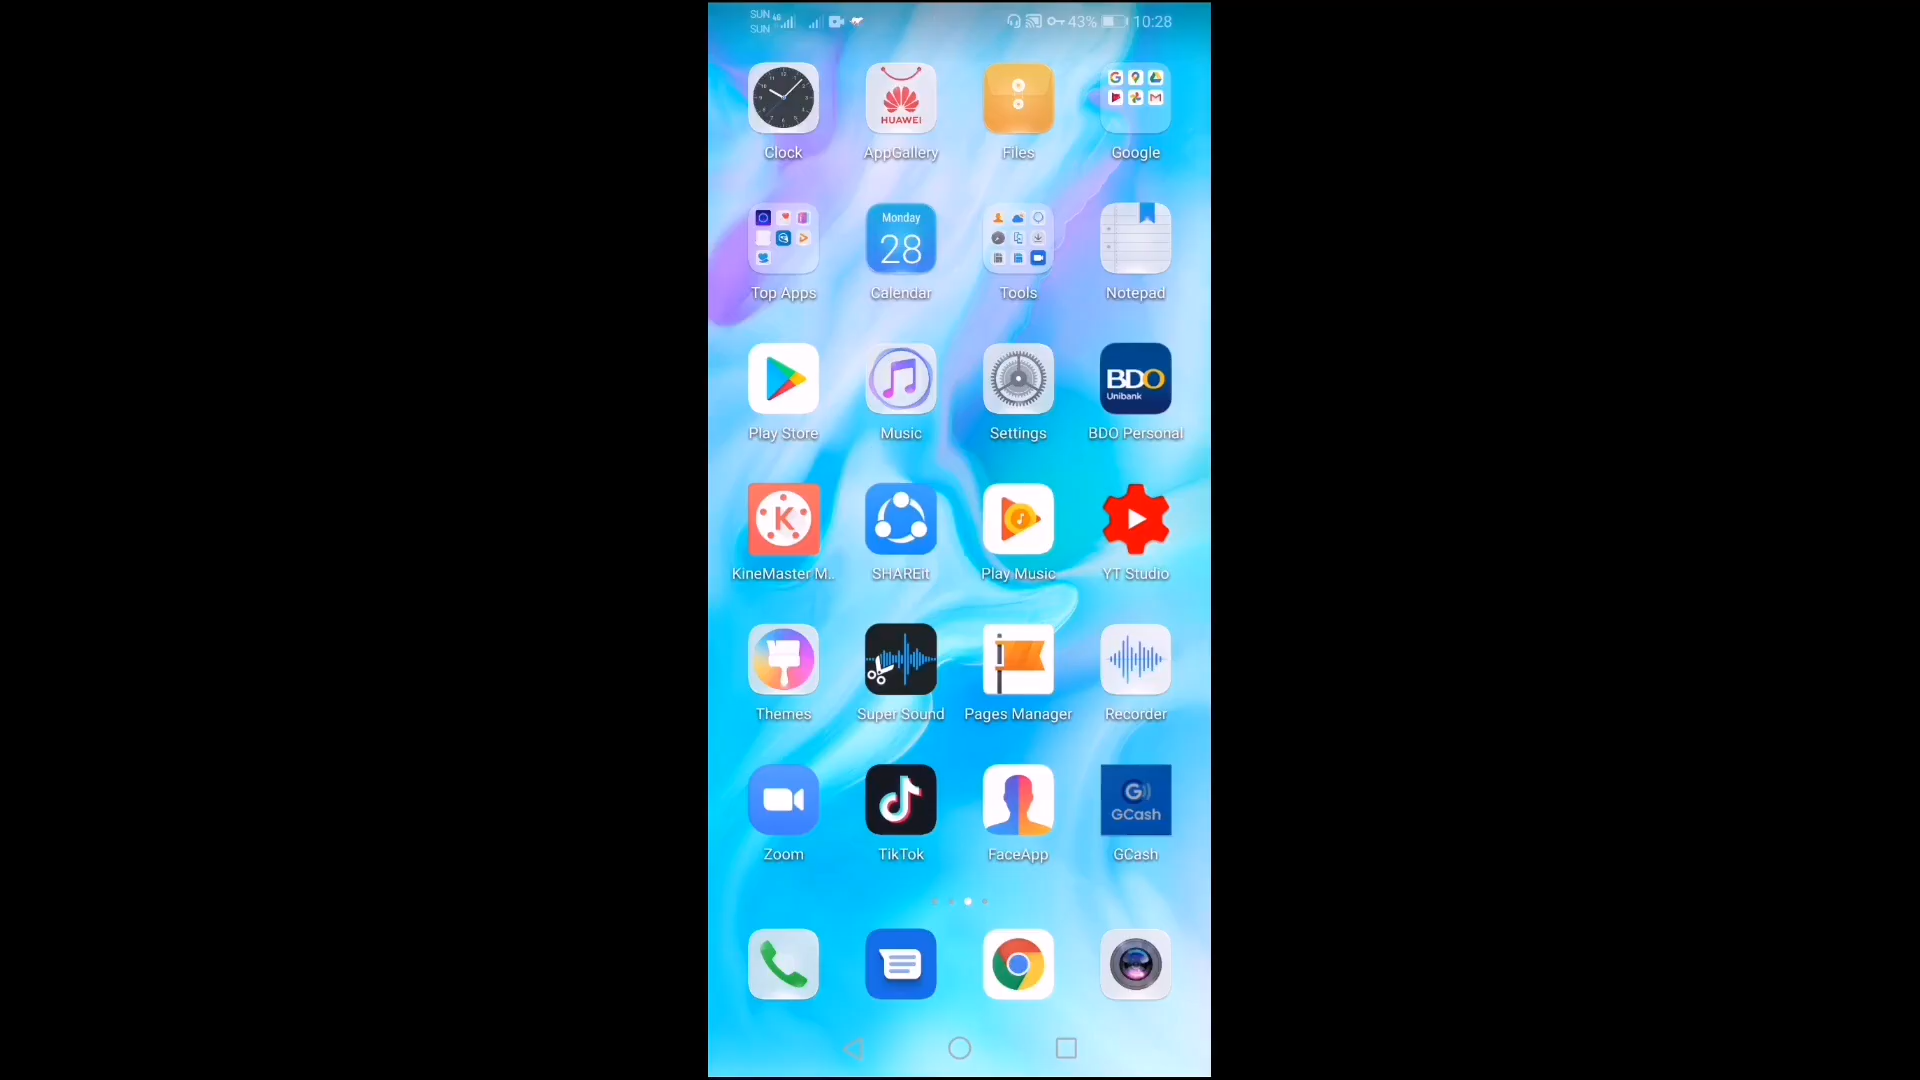 SUN 4G
SUN
43% 10:28
HUAWEI
Clock AppGallery Files Google
Monday
28
Top Apps Calendar Tools Notepad
BDO
Unibank
Play Store Music Settings BDO Personal
K
KineMaster M.. SHAREit Play Music YT Studio
Themes Super Sound Pages Manager Recorder
G
GCash
Zoom TikTok FaceApp GCash